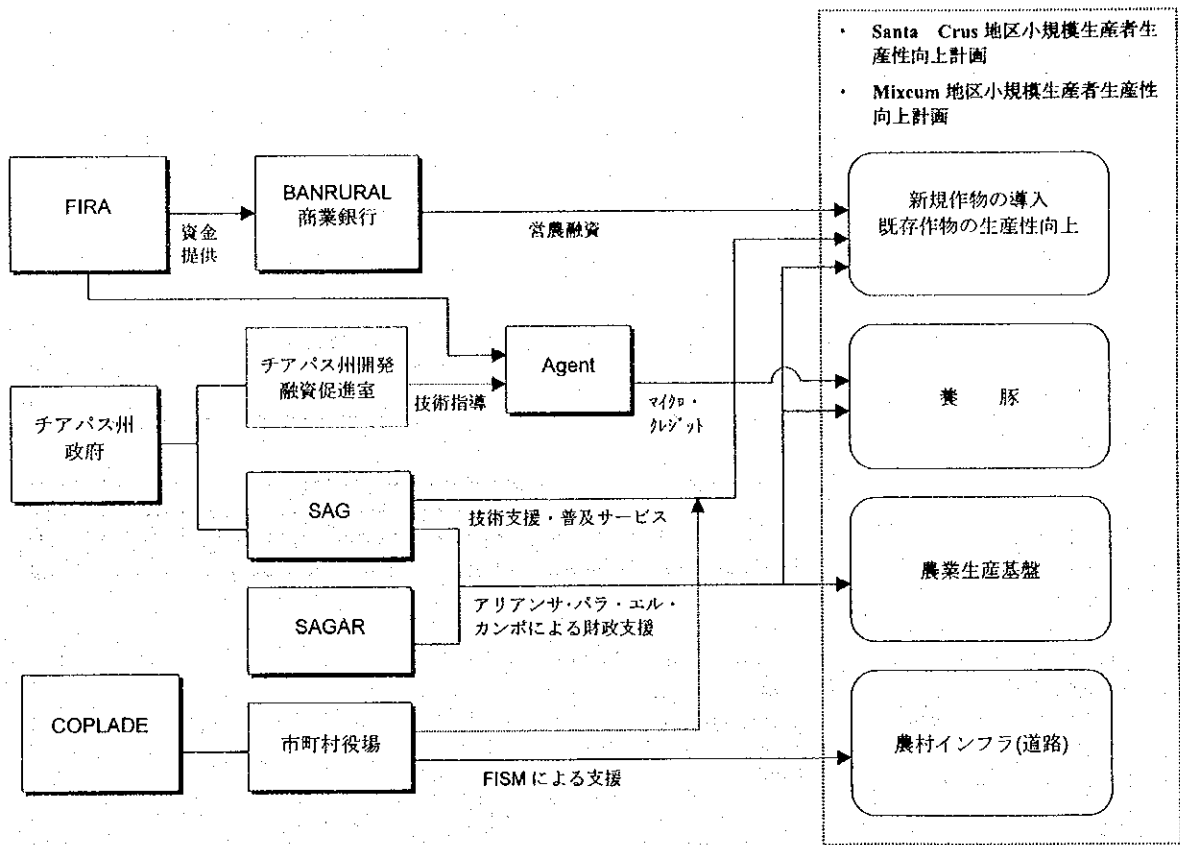 ・ Santa Crus 地区小規模生産者生
産性向上計画
・ Mixcum 地区小規模生産者生産性
向上計画
FIRA
資金
提供
BANRURAL
商業銀行
営農融資
新規作物の導入
既存作物の生産性向上
チアパス州開発
融資促進室
技術指導
Agent
マイクロ・
クレジット
養 豚
チアパス州
政府
SAG
技術支援・普及サービス
SAGAR
アリアンサ・パラ・エル・
カンポによる財政支援
農業生産基盤
COPLADE
市町村役場
FISM による支援
農村インフラ(道路)